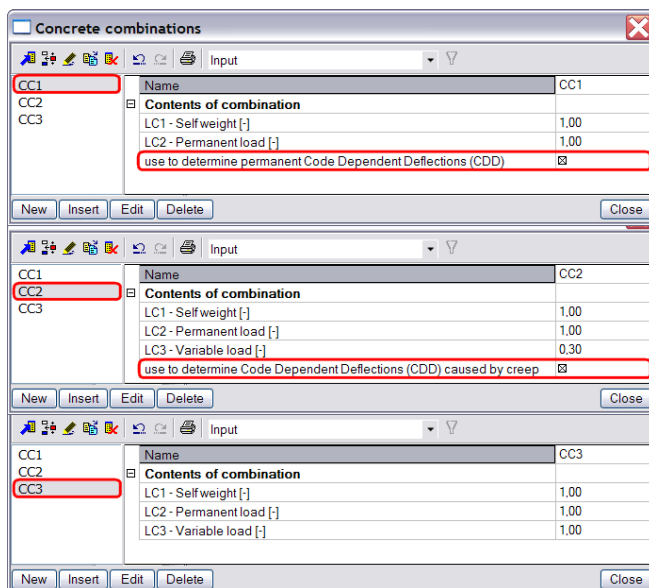 Concrete combinations
Input
CC1 Name CC1
CC2 Contents of combination
CC3 LC1 - Self weight [-] 1,00
LC2 - Permanent load [-] 1,00
use to determine permanent Code Dependent Deflections (CDD)
New Insert Edit Delete Close
Input
CC1 Name CC2
CC2 Contents of combination
CC3 LC1 - Self weight [-] 1,00
LC2 - Permanent load [-] 1,00
LC3 - Variable load [-] 0,30
use to determine Code Dependent Deflections (CDD) caused by creep
New Insert Edit Delete Close
Input
CC1 Name CC3
CC2 Contents of combination
CC3 LC1 - Self weight [-] 1,00
LC2 - Permanent load [-] 1,00
LC3 - Variable load [-] 1,00
New Insert Edit Delete Close